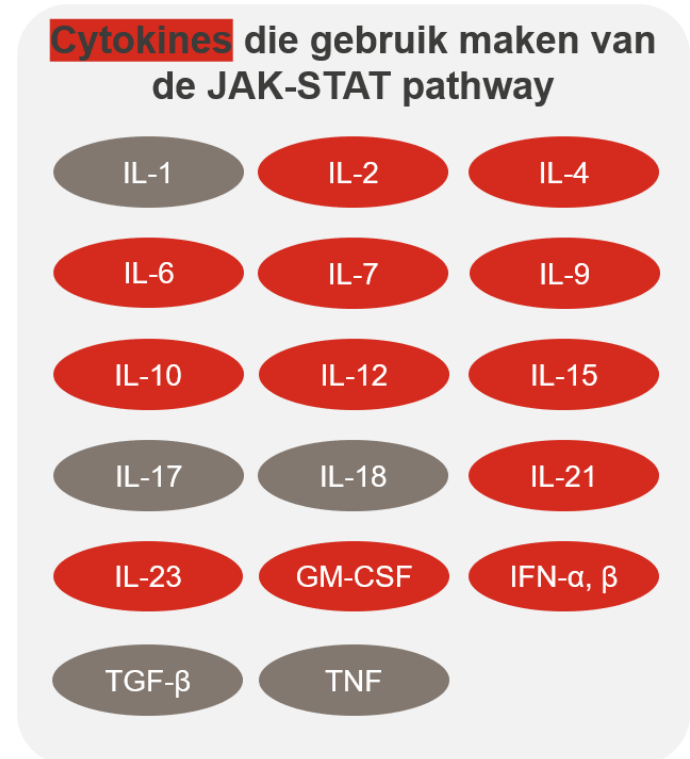 Cytokines die gebruik maken van
de JAK-STAT pathway
IL-1 IL-2 IL-4
IL-6 IL-7 IL-9
IL-10 IL-12 IL-15
IL-17 IL-18 IL-21
IL-23 GM-CSF IFN-α, β
TGF-β TNF